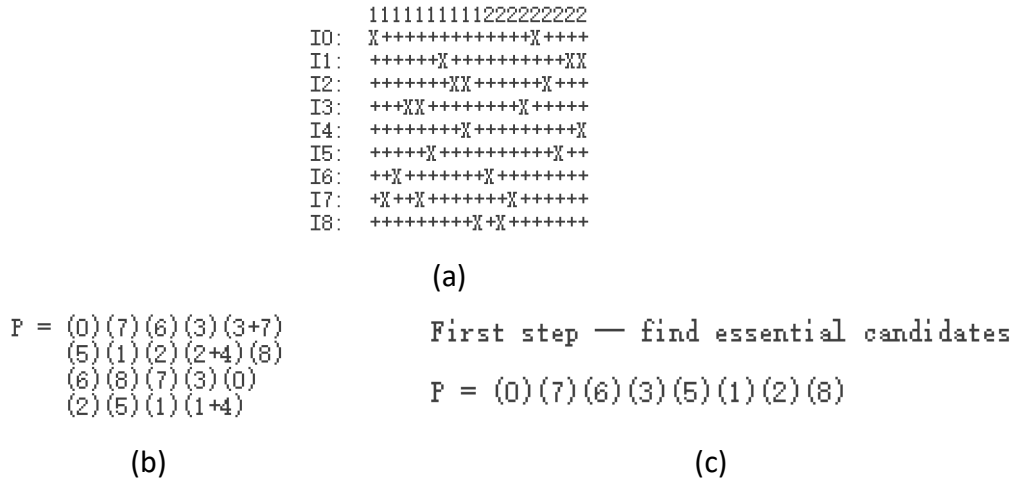 1111111111222222222
I0: X+++++++++++++X++++
I1: ++++++X++++++++++XX
I2: +++++++XX++++++X+++
I3: +++XX++++++++X+++++
I4: ++++++++X+++++++++X
I5: +++++X++++++++++X++
I6: ++X+++++++X++++++++
I7: +X++X+++++++X++++++
I8: +++++++++X+X+++++++
(a)
P = (0)(7)(6)(3)(3+7)
(5)(1)(2)(2+4)(8)
(6)(8)(7)(3)(0)
(2)(5)(1)(1+4)
(b)
First step — find essential candidates
P = (0)(7)(6)(3)(5)(1)(2)(8)
(c)